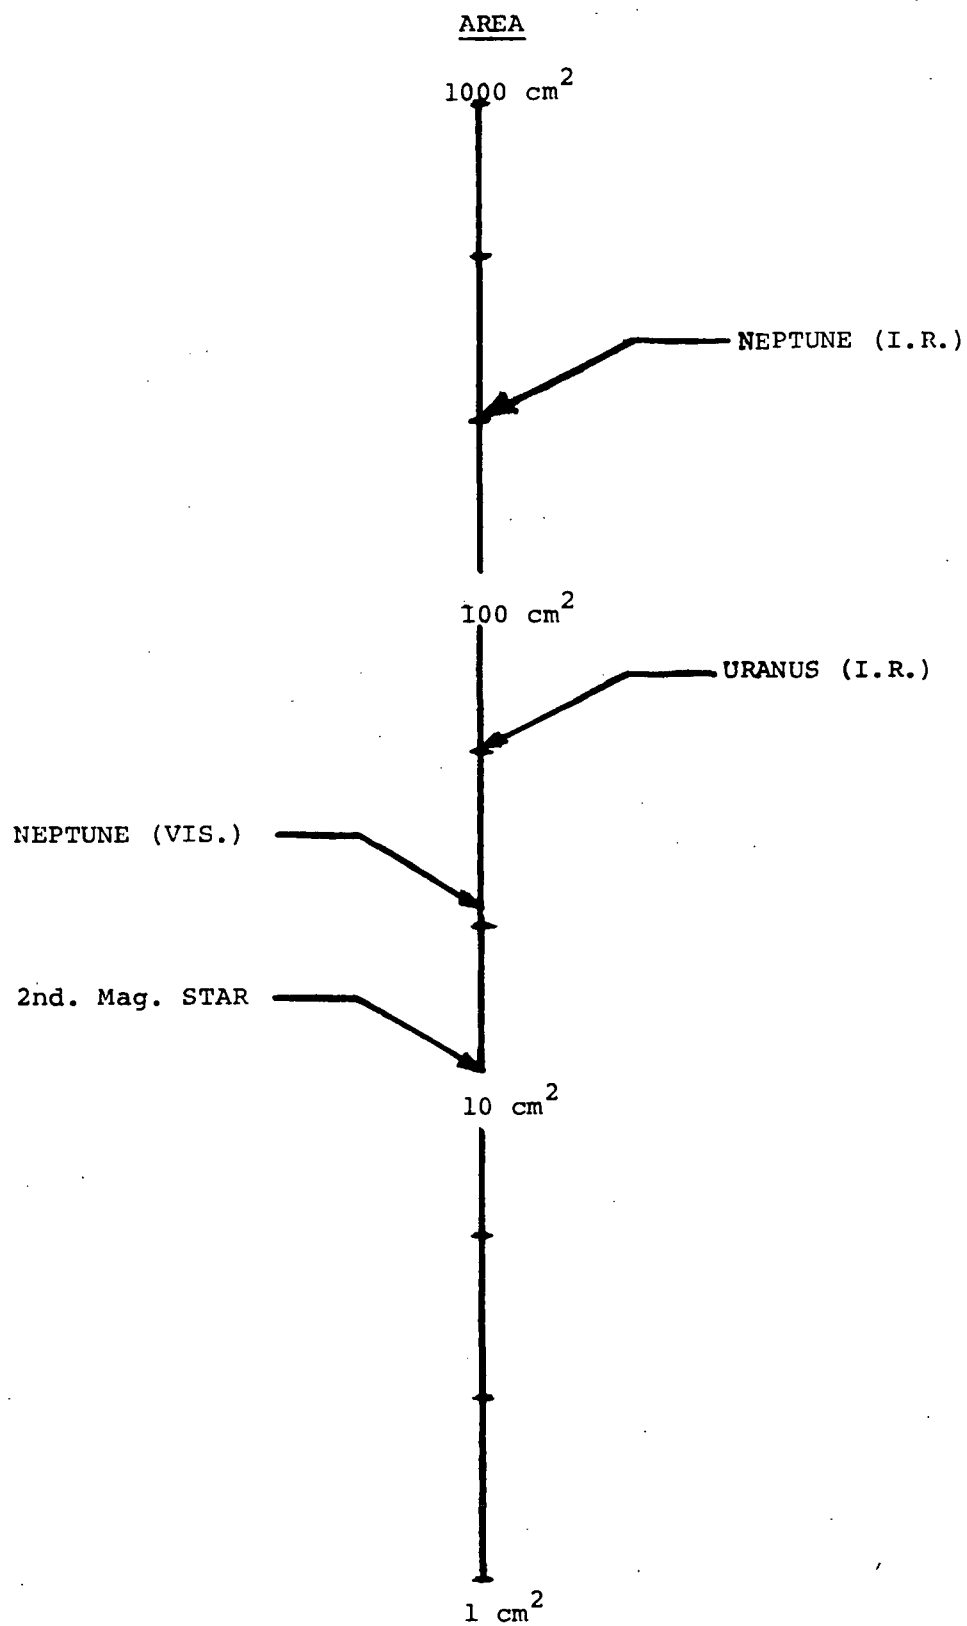 AREA
1000 cm²
NEPTUNE (I.R.)
100 cm²
URANUS (I.R.)
NEPTUNE (VIS.)
2nd. Mag. STAR
10 cm²
1 cm²